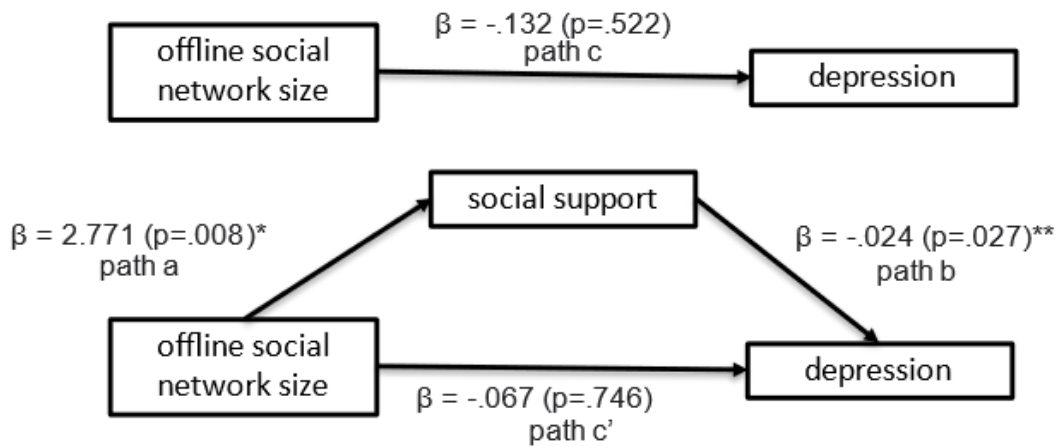 offline social
network size
β = -.132 (p=.522)
path c
depression
social support
β = 2.771 (p=.008)*
path a
β = -.024 (p=.027)**
path b
offline social
network size
β = -.067 (p=.746)
path c’
depression